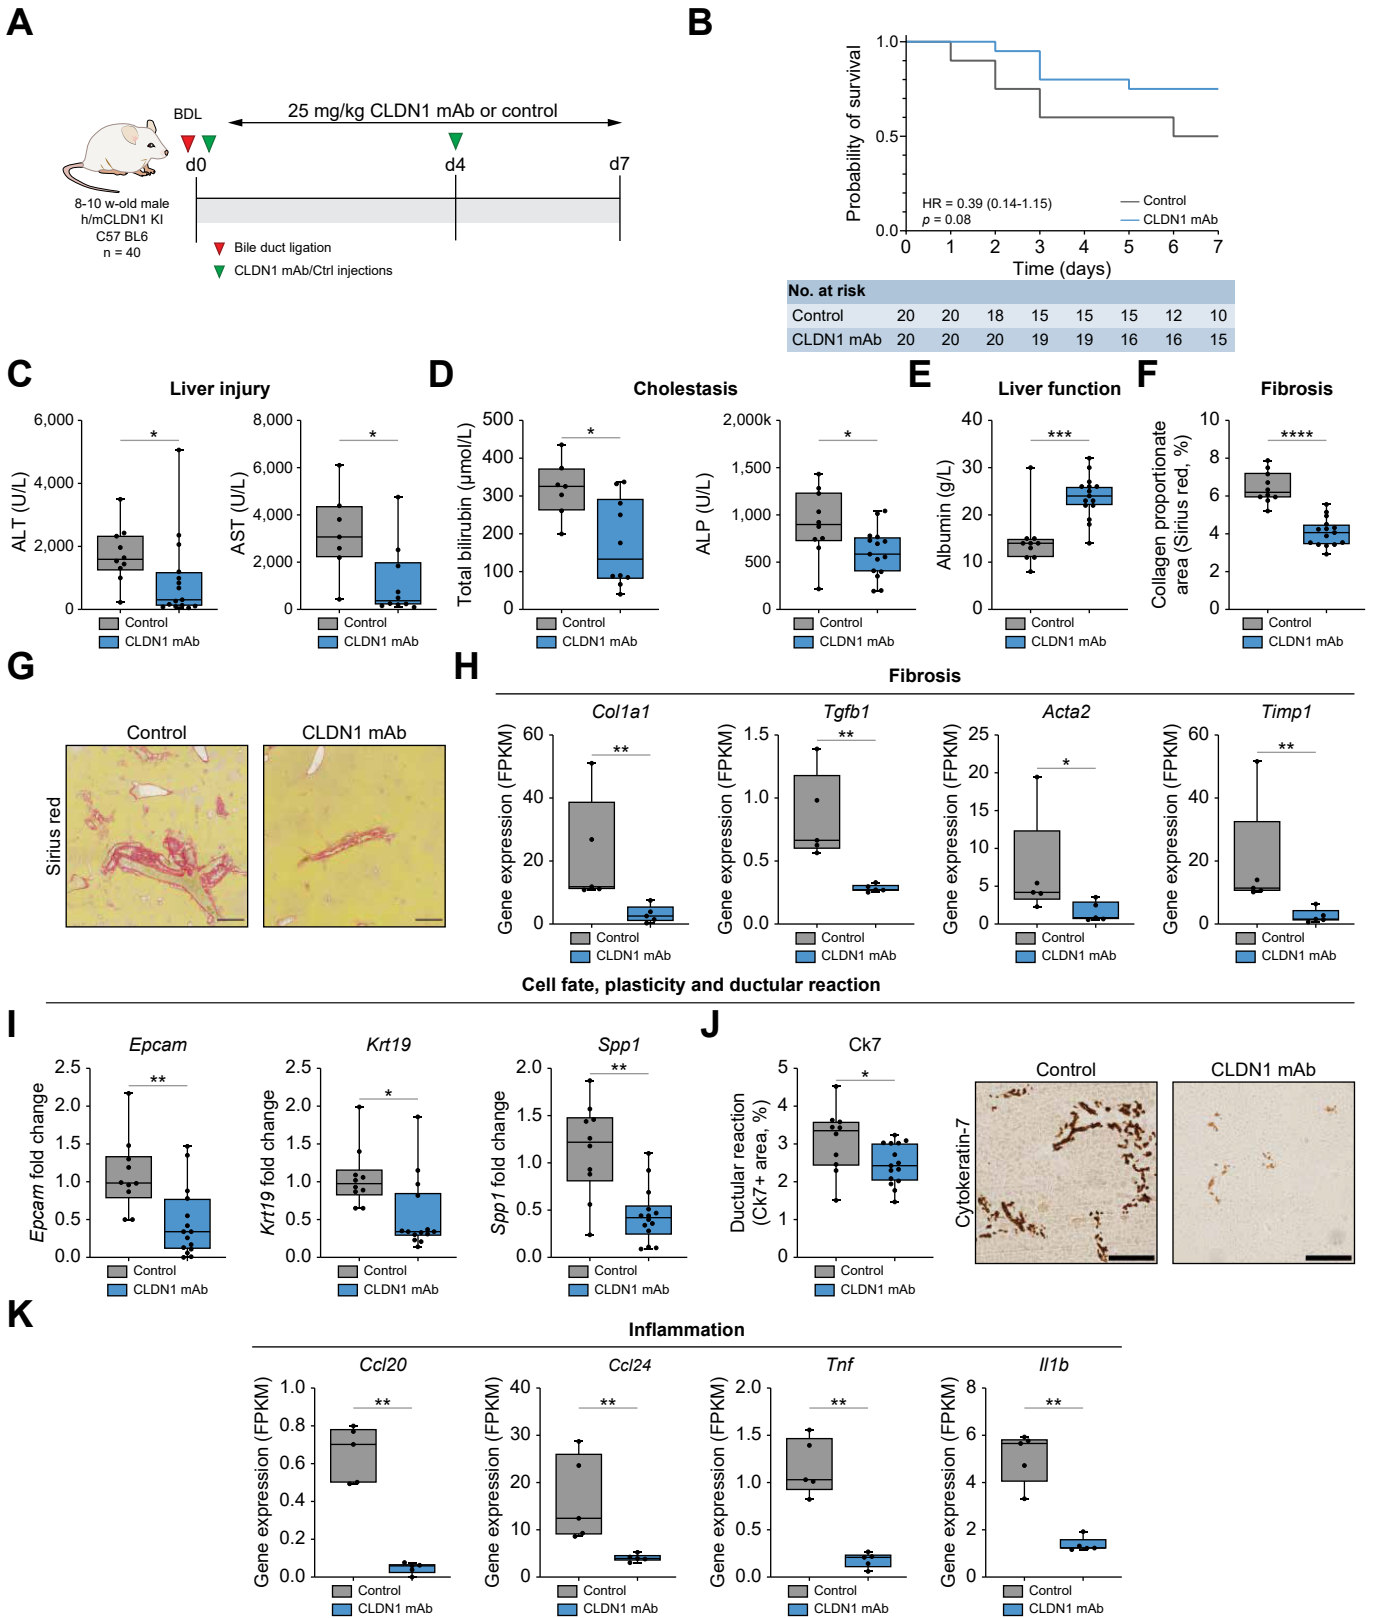 A
BDL
25 mg/kg CLDN1 mAb or control
d0
d4
d7
8-10 w-old male
h/mCLDN1 KI
C57 BL6
n = 40
Bile duct ligation
CLDN1 mAb/Ctrl injections
B
Probability of survival
1.0
0.5
0.0
HR = 0.39 (0.14-1.15)
p = 0.08
Control
CLDN1 mAb
0 1 2 3 4 5 6 7
Time (days)
No. at risk
Control 20 20 18 15 15 15 12 10
CLDN1 mAb 20 20 20 19 19 16 16 15
C
Liver injury
ALT (U/L)
6,000
4,000
2,000
0
*
Control
CLDN1 mAb
AST (U/L)
8,000
6,000
4,000
2,000
0
*
Control
CLDN1 mAb
D
Cholestasis
Total bilirubin (µmol/L)
500
400
300
200
100
0
*
Control
CLDN1 mAb
ALP (U/L)
2,000k
1,500
1,000
500
0
*
Control
CLDN1 mAb
E
Liver function
Albumin (g/L)
40
30
20
10
0
***
Control
CLDN1 mAb
F
Fibrosis
Collagen proportionate
area (Sirius red, %)
10
8
6
4
2
0
****
Control
CLDN1 mAb
G
Control
CLDN1 mAb
Sirius red
H
Fibrosis
Col1a1
Gene expression (FPKM)
60
40
20
0
**
Control
CLDN1 mAb
Tgfb1
Gene expression (FPKM)
1.5
1.0
0.5
0.0
**
Control
CLDN1 mAb
Acta2
Gene expression (FPKM)
25
20
15
10
5
0
*
Control
CLDN1 mAb
Timp1
Gene expression (FPKM)
60
40
20
0
**
Control
CLDN1 mAb
Cell fate, plasticity and ductular reaction
I
Epcam
Epcam fold change
2.5
2.0
1.5
1.0
0.5
0.0
**
Control
CLDN1 mAb
Krt19
Krt19 fold change
2.5
2.0
1.5
1.0
0.5
0.0
*
Control
CLDN1 mAb
Spp1
Spp1 fold change
2.0
1.5
1.0
0.5
0.0
**
Control
CLDN1 mAb
J
Ck7
Ductular reaction
(Ck7+ area, %)
5
4
3
2
1
0
*
Control
CLDN1 mAb
Control
CLDN1 mAb
Cytokeratin-7
K
Inflammation
Ccl20
Gene expression (FPKM)
1.0
0.8
0.6
0.4
0.2
0.0
**
Control
CLDN1 mAb
Ccl24
Gene expression (FPKM)
40
30
20
10
0
**
Control
CLDN1 mAb
Tnf
Gene expression (FPKM)
2.0
1.5
1.0
0.5
0.0
**
Control
CLDN1 mAb
Il1b
Gene expression (FPKM)
8
6
4
2
0
**
Control
CLDN1 mAb